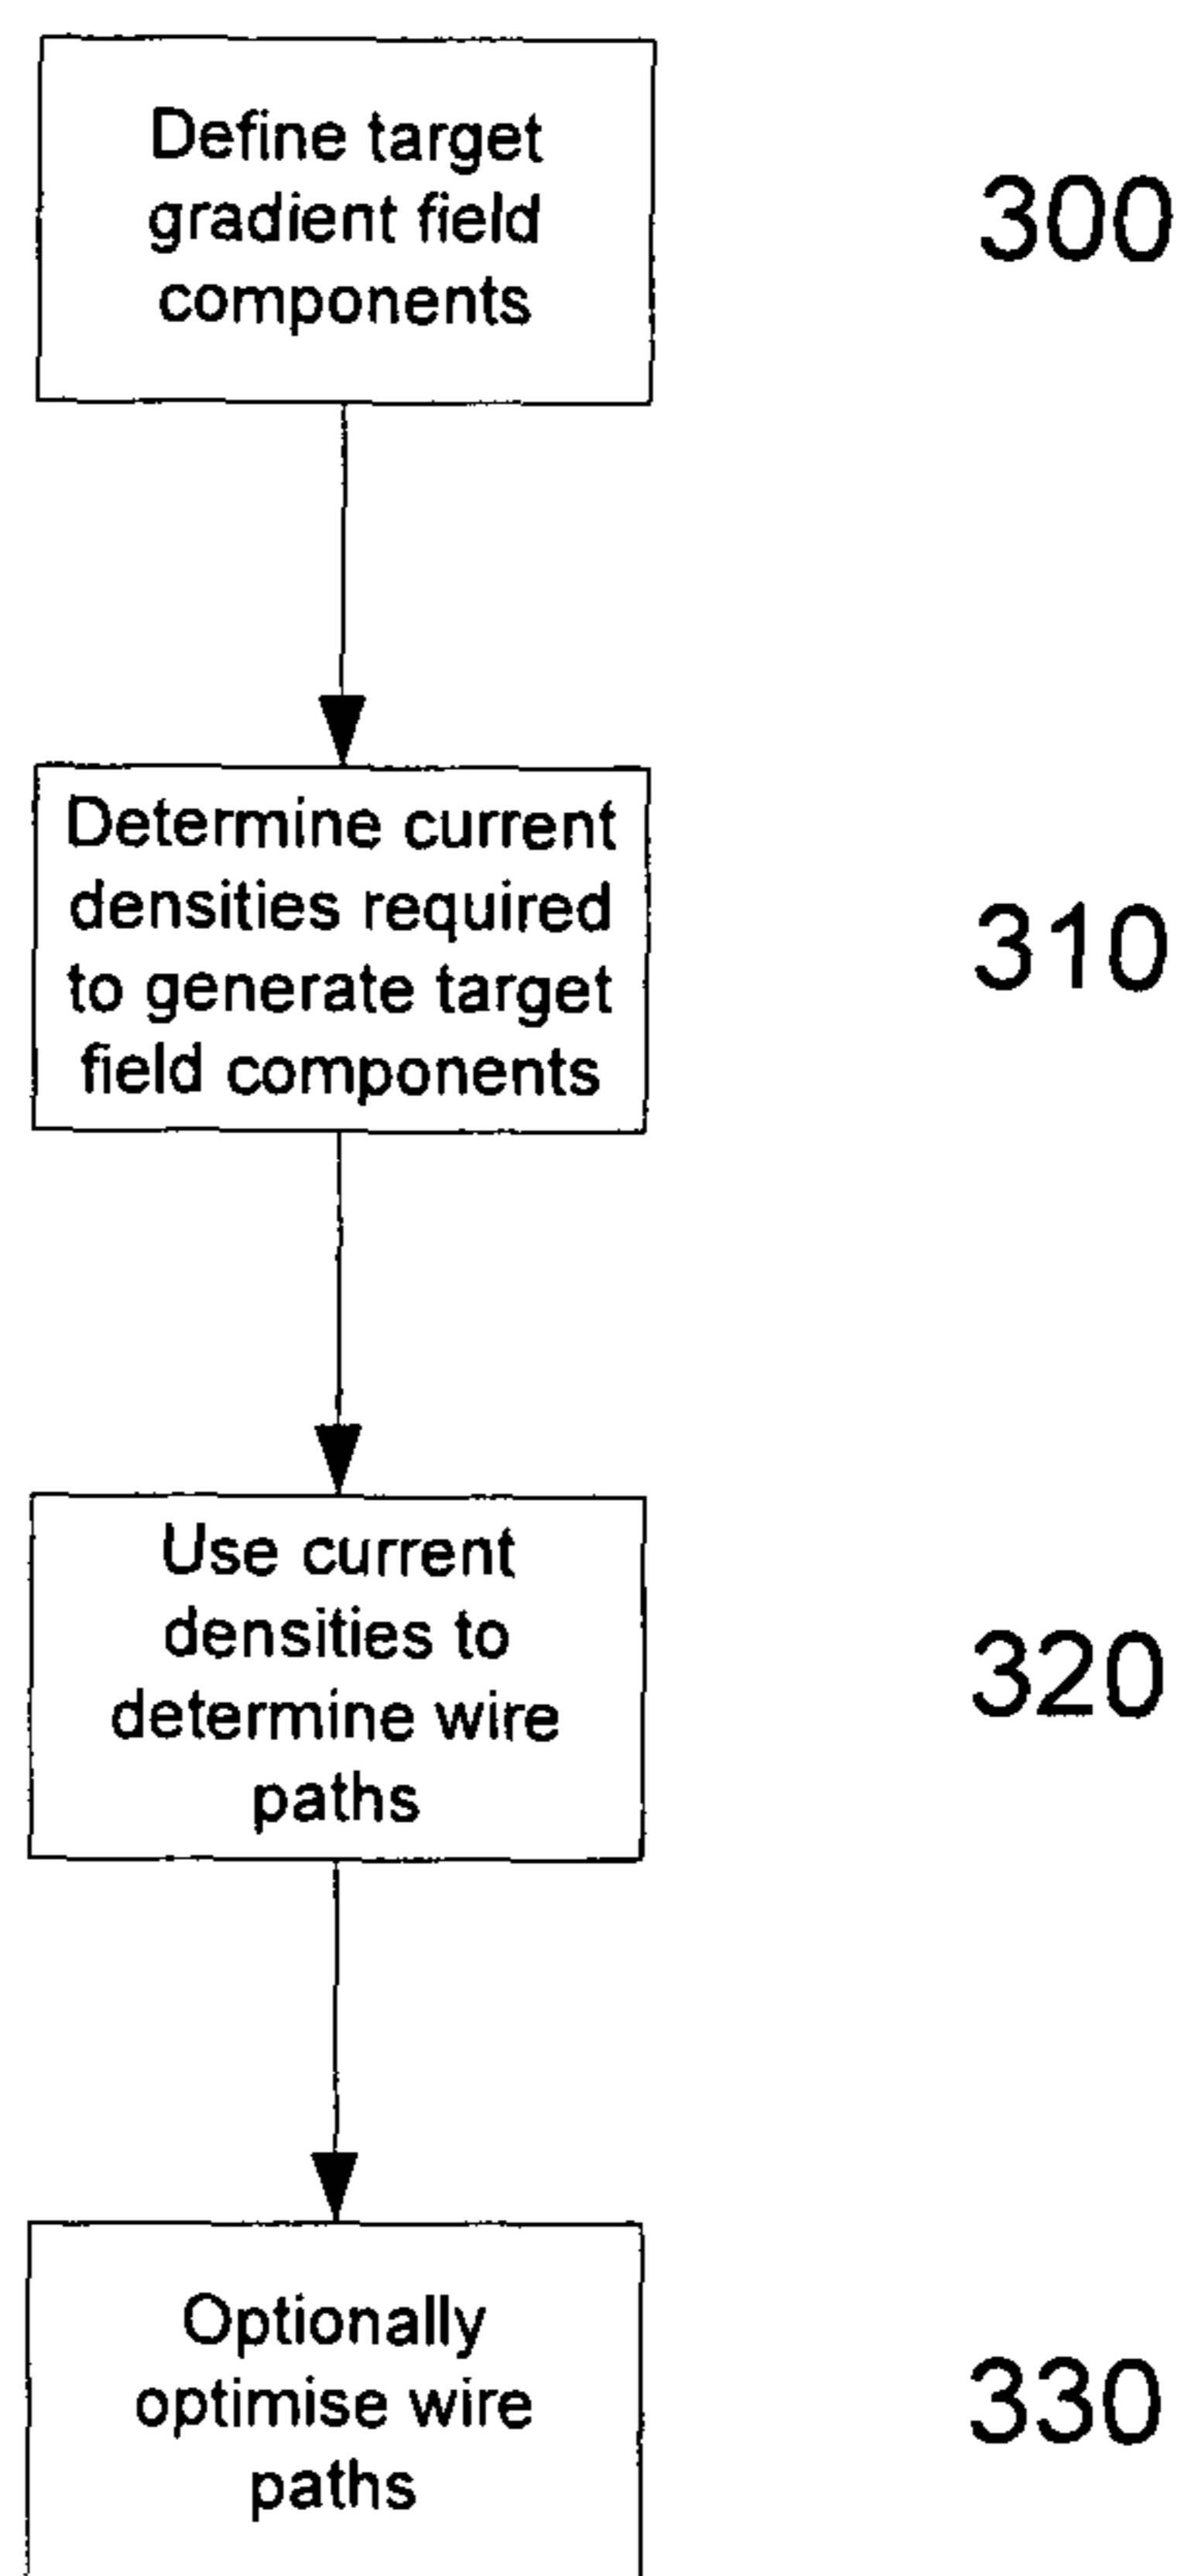 Define target
gradient field
components
300
Determine current
densities required
to generate target
field components
310
Use current
densities to
determine wire
paths
320
Optionally
optimise wire
paths
330